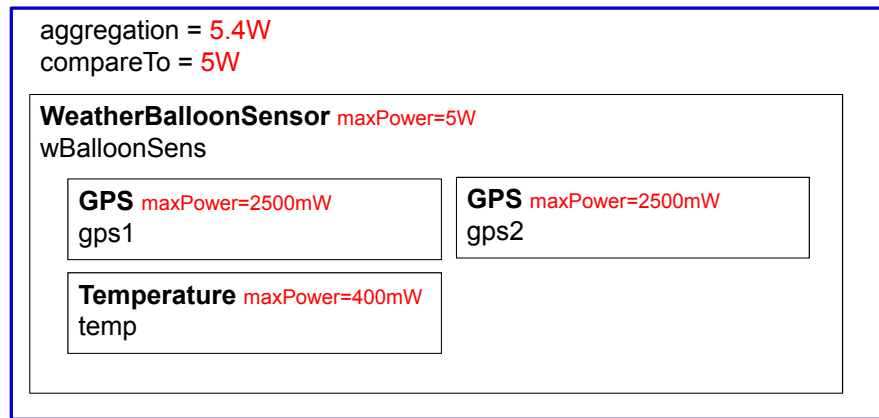 aggregation = 5.4W
compareTo = 5W
WeatherBalloonSensor maxPower=5W
wBalloonSens
GPS maxPower=2500mW
gps1
GPS maxPower=2500mW
gps2
Temperature maxPower=400mW
temp